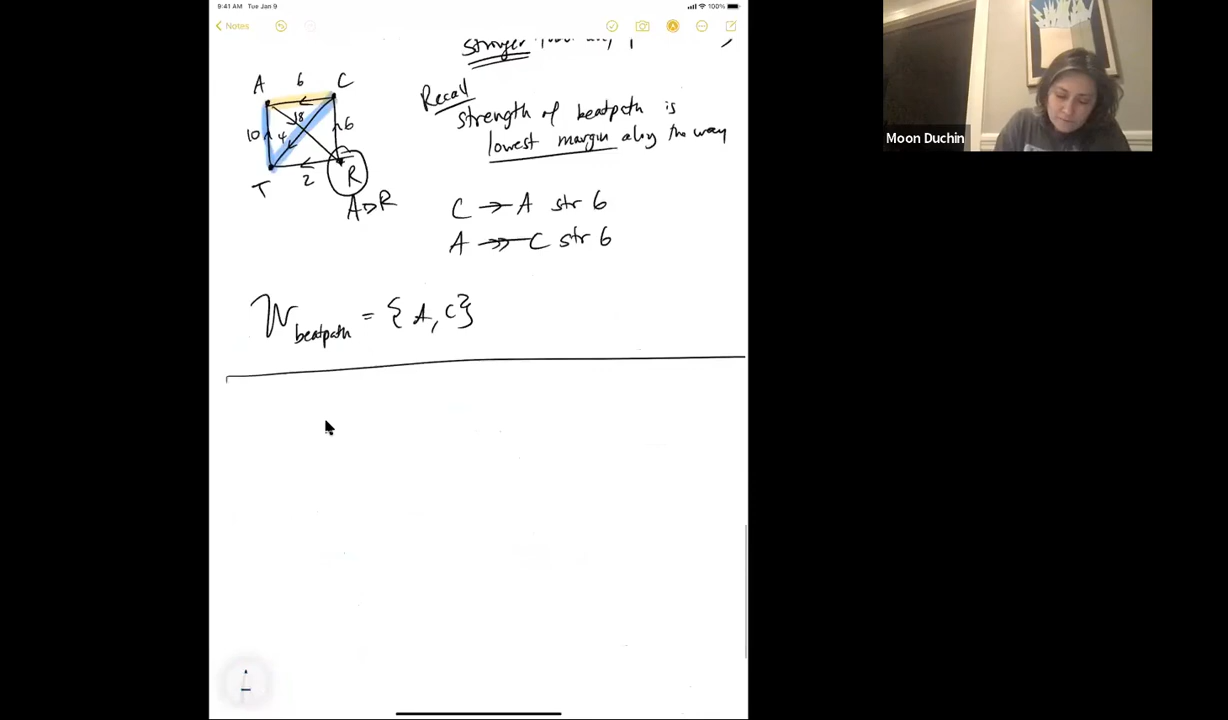 9:41 AM Tue Jan 9
100%
Notes
stronger
A 6 C
10 4 18 6
T 2 R
A▷R
Recall
strength of beatpath is
lowest margin along the way
C → A str 6
A ↠ C str 6
W beatpath = { A, C }
Moon Duchin
A